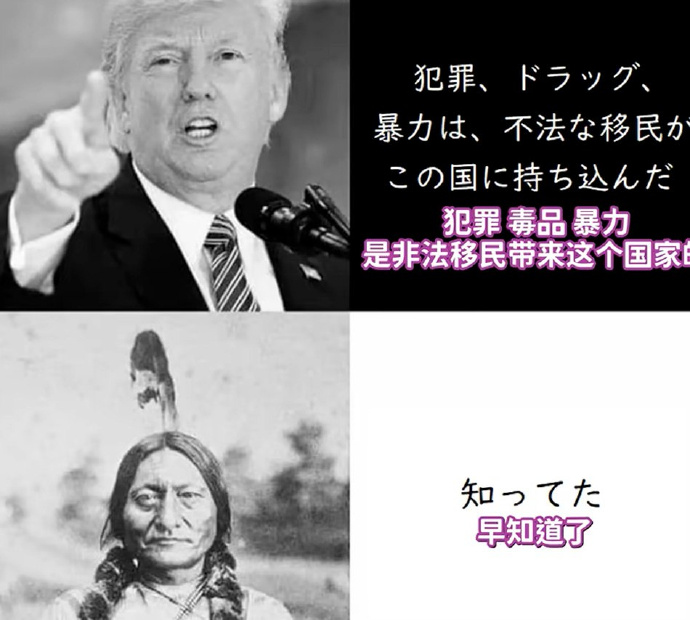 犯罪、ドラッグ、
暴力は、不法な移民が
この国に持ち込んだ
犯罪 毒品 暴力
是非法移民带来这个国家的
知ってた
早知道了